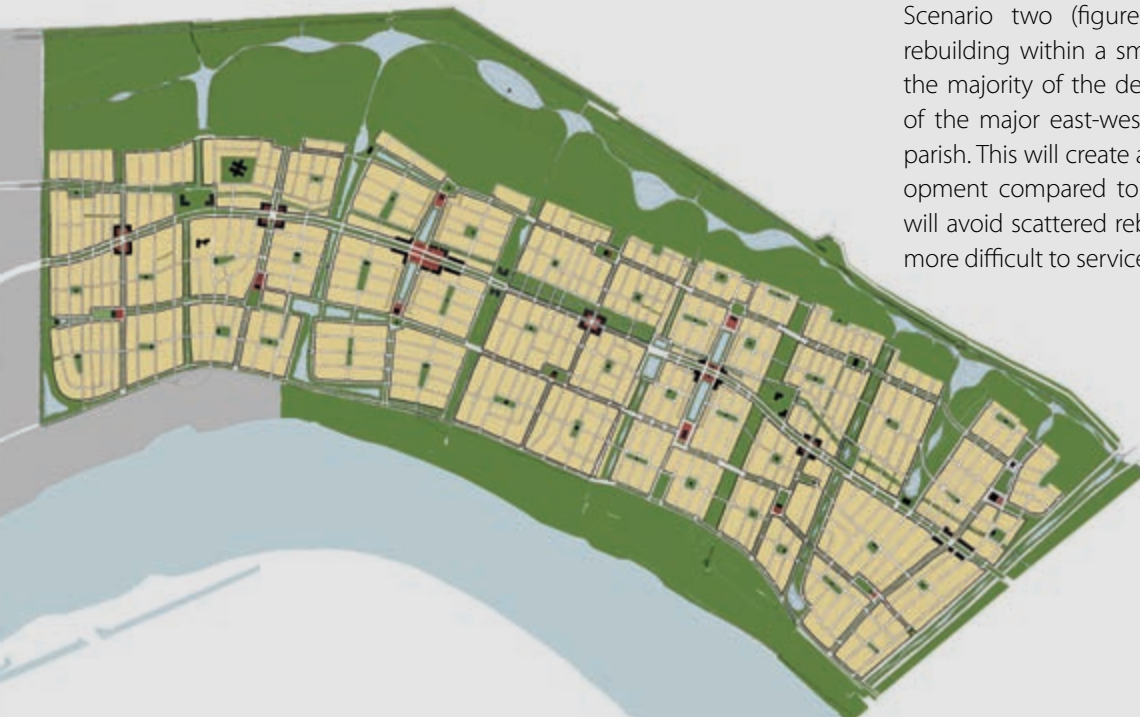 Scenario two (figure
rebuilding within a sm
the majority of the de
of the major east-wes
parish. This will create a
opment compared to
will avoid scattered reb
more difficult to service